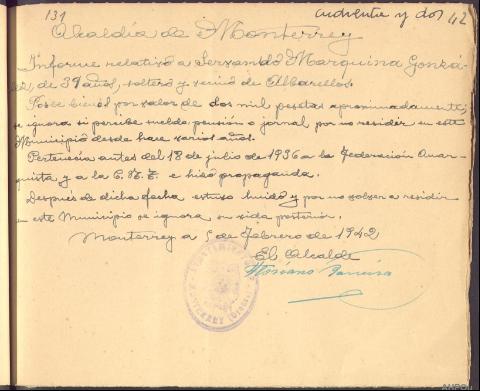 131
cuarenta y dos 42
Alcaldía de Monterrey
Informe relativo a Servando Marquina Gonzá-
lez, de 39 años, soltero y vecino de Albarellos.
Posee bienes por valor de dos mil pesetas aproximadamente;
se ignora si percibe sueldo, pensión o jornal por no residir en este
Municipio desde hace varios años.
Pertenecia antes del 18 de julio de 1936 a la Federación Anar-
quista y a la C.N.T. e hizo propaganda.
Después de dicha fecha estuvo huido y por no volver a residir
en este Municipio se ignora su vida posterior.
Monterrey a 5 de febrero de 1942
El Alcalde